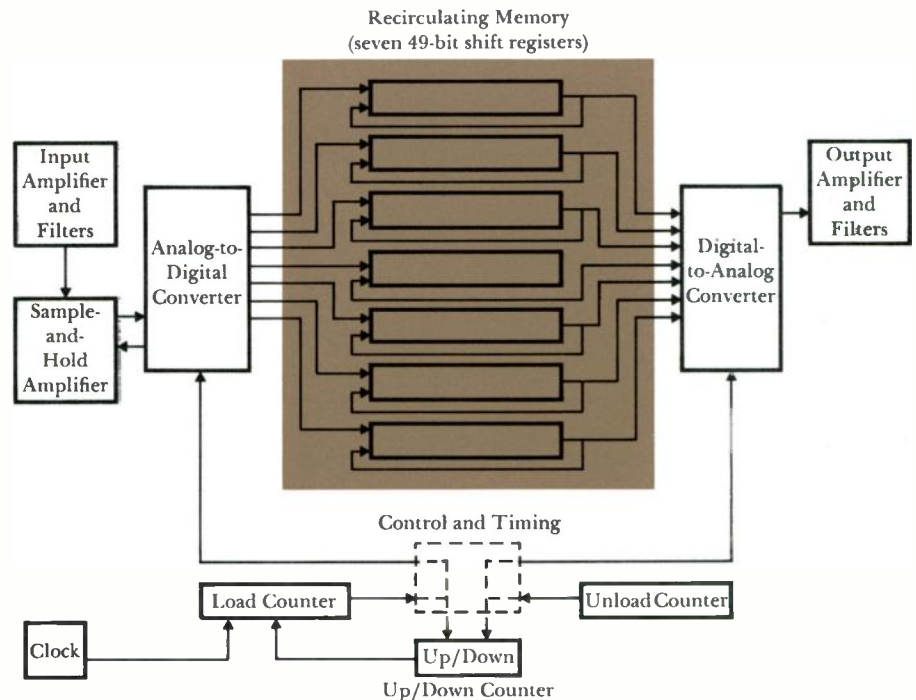 Recirculating Memory
(seven 49-bit shift registers)
Input
Amplifier
and
Filters
Sample-
and-
Hold
Amplifier
Analog-to-
Digital
Converter
Digital-
to-Analog
Converter
Output
Amplifier
and
Filters
Control and Timing
Load Counter
Unload Counter
Clock
Up/Down
Up/Down Counter